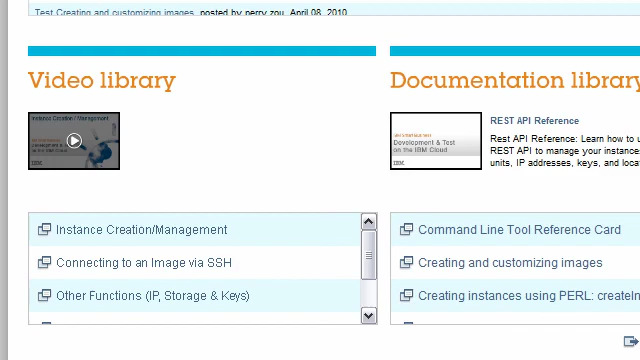 Test Creating and customizing images, posted by perry zou, April 08, 2010
Video library
Documentation library
Instance Creation / Management
Development & Test
on the IBM Cloud
IBM
REST API Reference
Rest API Reference: Learn how to u
REST API to manage your instances
units, IP addresses, keys, and locat
Instance Creation/Management
Connecting to an Image via SSH
Other Functions (IP, Storage & Keys)
Command Line Tool Reference Card
Creating and customizing images
Creating instances using PERL: createIn